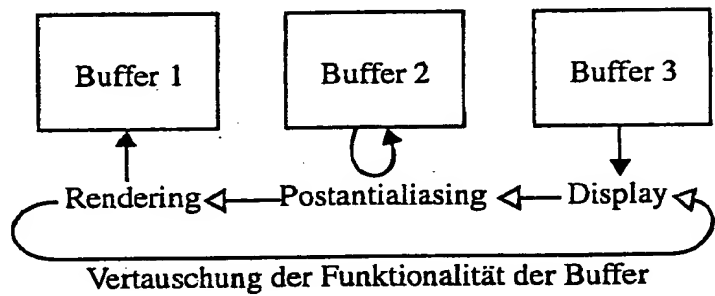 Buffer 1
Buffer 2
Buffer 3
Rendering
Postantialiasing
Display
Vertauschung der Funktionalität der Buffer